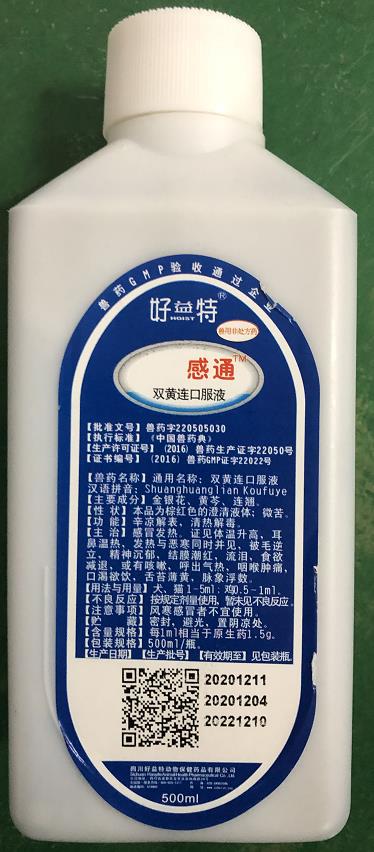 兽药GMP验收通过企业
好益特®
HOIST
兽用非处方药
感通™
双黄连口服液
【批准文号】兽药字220505030
【执行标准】《中国兽药典》
【生产许可证号】(2016) 兽药生产证字22050号
【证书编号】 (2016) 兽药GMP证字22022号
【兽药名称】通用名称：双黄连口服液
汉语拼音：Shuanghuanglian Koufuye
【主要成分】金银花、黄芩、连翘。
【性 状】本品为棕红色的澄清液体；微苦。
【功 能】辛凉解表，清热解毒。
【主 治】感冒发热。证见体温升高、耳
鼻温热、发热与恶寒同时并见、被毛逆
立、精神沉郁、结膜潮红、流泪、食欲
减退、或有咳嗽、呼出气热、咽喉肿痛、
口渴欲饮、舌苔薄黄、脉象浮数。
【用法与用量】犬、猫1-5ml；鸡0.5-1ml.
【不良反应】按规定剂量使用，暂未见不良反应。
【注意事项】风寒感冒者不宜使用。
【贮 藏】密封，避光，置阴凉处。
【含量规格】每1ml相当于原生药1.5g。
【包装规格】500ml/瓶。
【生产日期】【生产批号】【有效期至】见包装瓶。
20201211
20201204
20221210
四川好益特动物保健药品有限公司
500ml